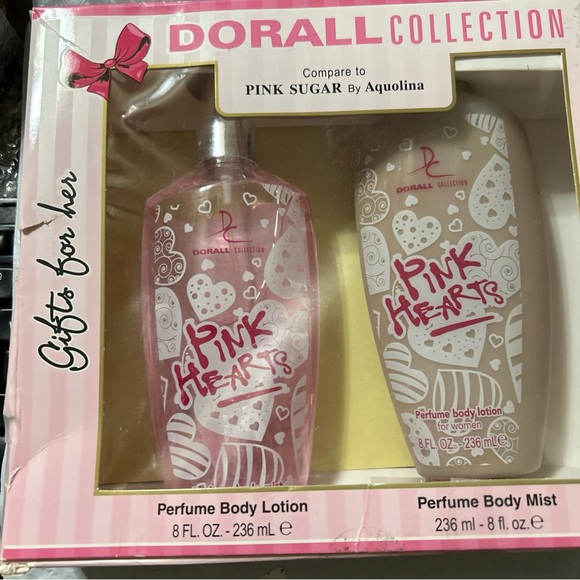 DORALL COLLECTION
Compare to
PINK SUGAR By Aquolina
Gifts for her
DC
DORALL COLLECTION
PINK
HEARTS
DC
DORALL COLLECTION
PINK
HEARTS
Perfume body lotion
for women
8 FL. OZ. - 236 mL ℮
Perfume Body Lotion
8 FL. OZ. - 236 mL ℮
Perfume Body Mist
236 ml - 8 fl. oz. ℮